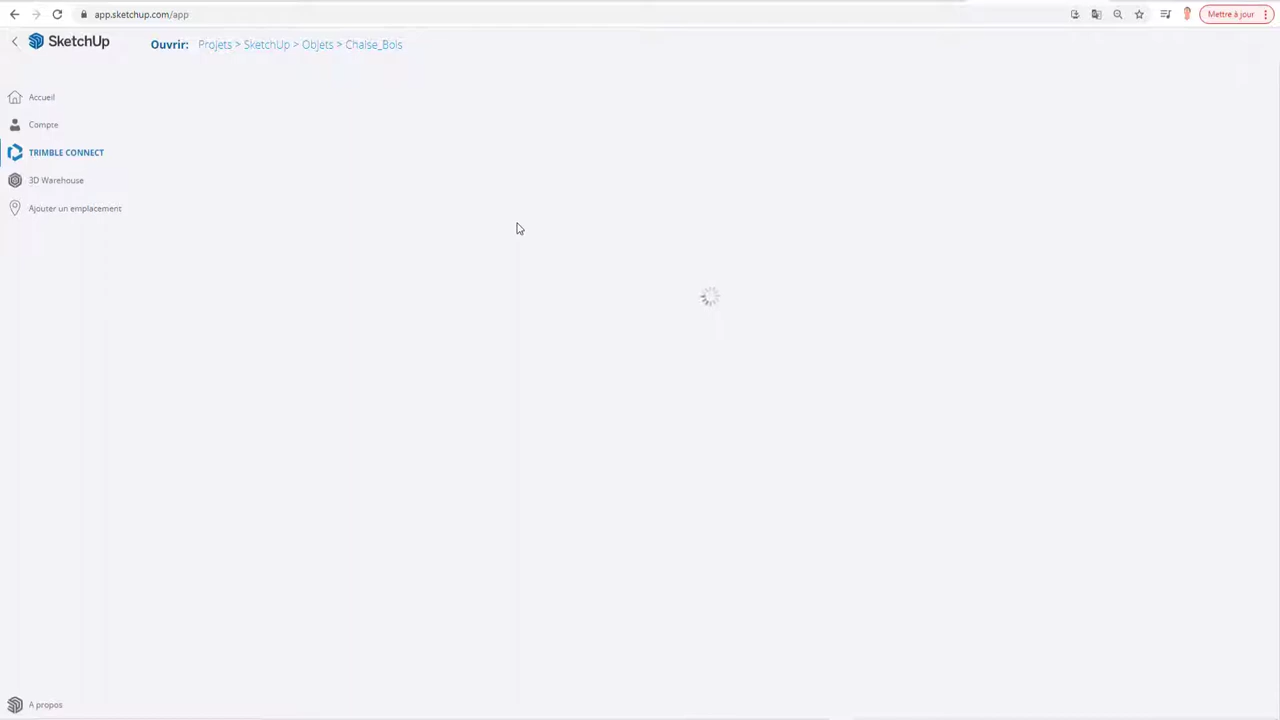 app.sketchup.com/app
Mettre à jour
SketchUp
Ouvrir: Projets > SketchUp > Objets > Chaise_Bois
Accueil
Compte
TRIMBLE CONNECT
3D Warehouse
Ajouter un emplacement
A propos